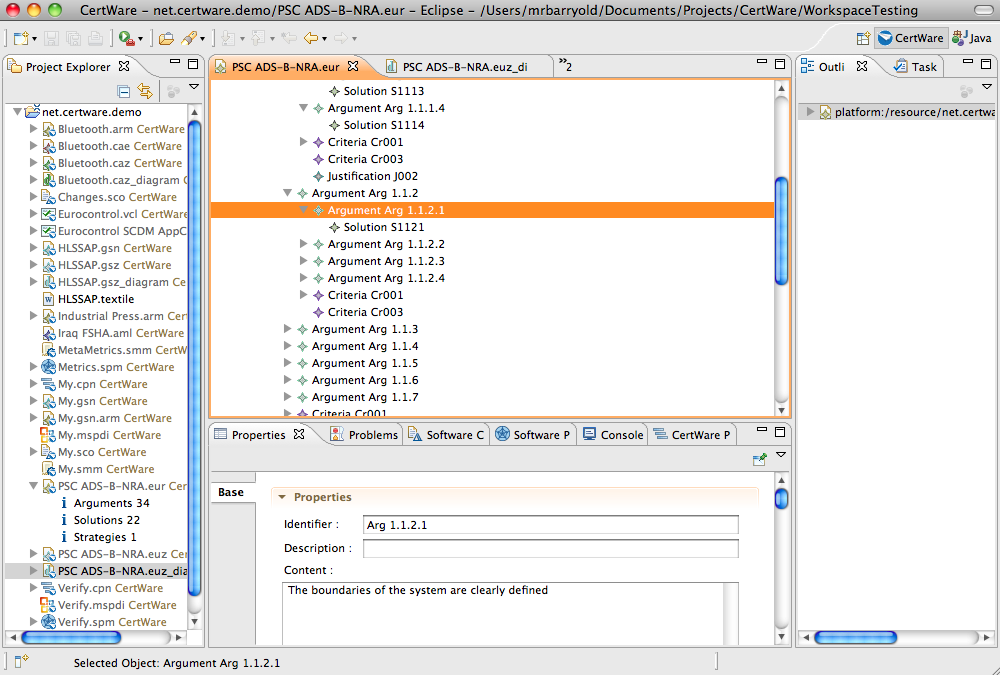 CertWare - net.certware.demo/PSC ADS-B-NRA.eur - Eclipse - /Users/mrbarryold/Documents/Projects/CertWare/WorkspaceTesting
CertWare
Java
Project Explorer
net.certware.demo
Bluetooth.arm CertWare
Bluetooth.cae CertWare
Bluetooth.caz CertWare
Bluetooth.caz_diagram C
Changes.sco CertWare
Eurocontrol.vcl CertWare
Eurocontrol SCDM AppC
HLSSAP.gsn CertWare
HLSSAP.gsz CertWare
HLSSAP.gsz_diagram Ce
HLSSAP.textile
Industrial Press.arm Cert
Iraq FSHA.aml CertWare
MetaMetrics.smm CertW
Metrics.spm CertWare
My.cpn CertWare
My.gsn CertWare
My.gsn.arm CertWare
My.mspdi CertWare
My.sco CertWare
My.smm CertWare
PSC ADS-B-NRA.eur Cer
Arguments 34
Solutions 22
Strategies 1
PSC ADS-B-NRA.euz Ce
PSC ADS-B-NRA.euz_dia
Verify.cpn CertWare
Verify.mspdi CertWare
Verify.spm CertWare
PSC ADS-B-NRA.eur
PSC ADS-B-NRA.euz_di
»2
Solution S1113
Argument Arg 1.1.1.4
Solution S1114
Criteria Cr001
Criteria Cr003
Justification J002
Argument Arg 1.1.2
Argument Arg 1.1.2.1
Solution S1121
Argument Arg 1.1.2.2
Argument Arg 1.1.2.3
Argument Arg 1.1.2.4
Criteria Cr001
Criteria Cr003
Argument Arg 1.1.3
Argument Arg 1.1.4
Argument Arg 1.1.5
Argument Arg 1.1.6
Argument Arg 1.1.7
Criteria Cr001
Outli
Task
platform:/resource/net.certwa
Properties
Problems
Software C
Software P
Console
CertWare P
Base
Properties
Identifier : Arg 1.1.2.1
Description :
Content :
The boundaries of the system are clearly defined
Selected Object: Argument Arg 1.1.2.1